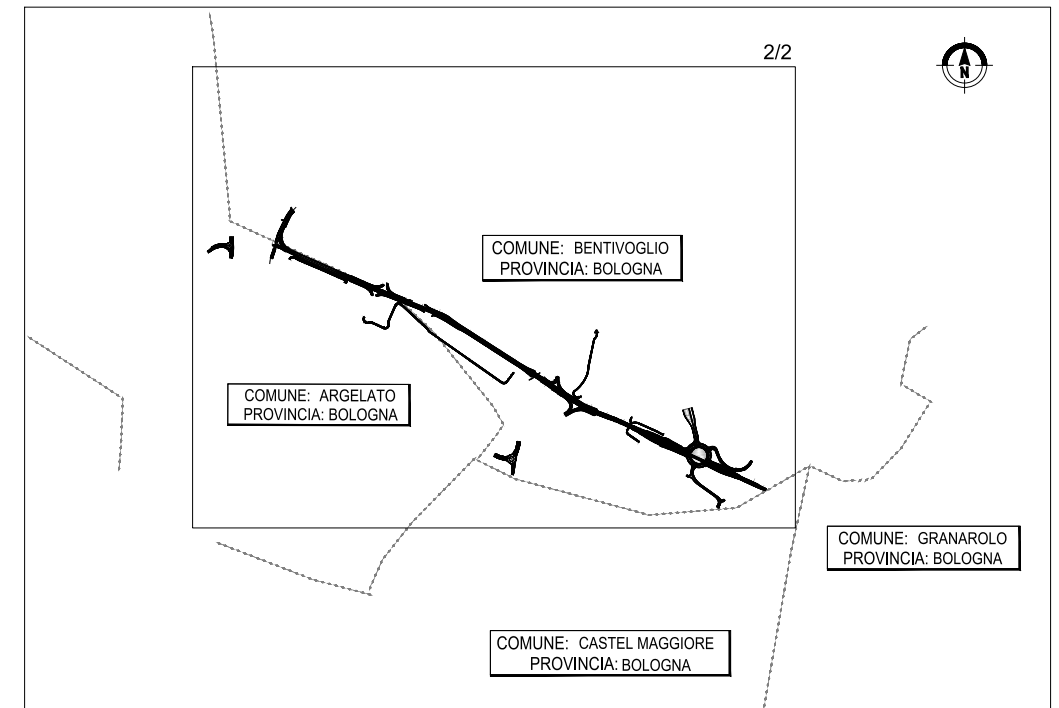 2/2
N
COMUNE: BENTIVOGLIO
PROVINCIA: BOLOGNA
COMUNE: ARGELATO
PROVINCIA: BOLOGNA
COMUNE: GRANAROLO
PROVINCIA: BOLOGNA
COMUNE: CASTEL MAGGIORE
PROVINCIA: BOLOGNA